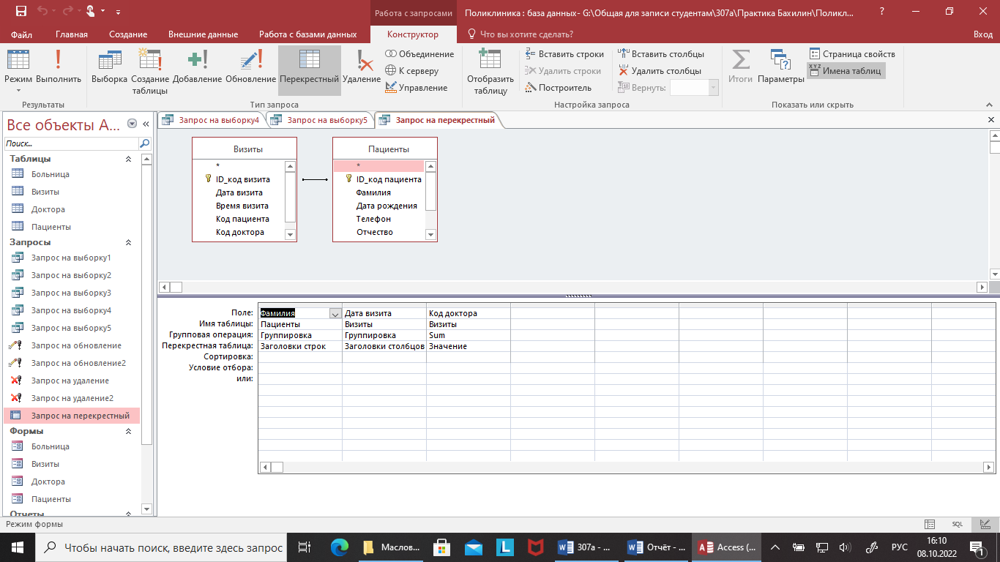 Работа с запросами
Поликлиника : база данных- G:\Общая для записи студентам\307а\Практика Бахилин\Поликл...
?
Файл Главная Создание Внешние данные Работа с базами данных Конструктор Что вы хотите сделать? Вход
Режим Выполнить
Результаты
Выборка Создание таблицы Добавление Обновление Перекрестный Удаление
Объединение
К серверу
Управление
Тип запроса
Отобразить таблицу
Вставить строки
Удалить строки
Построитель
Вставить столбцы
Удалить столбцы
Вернуть:
Настройка запроса
Итоги Параметры
Страница свойств
XYZ Имена таблиц
Показать или скрыть
Все объекты A...
Поиск...
Таблицы
Больница
Визиты
Доктора
Пациенты
Запросы
Запрос на выборку1
Запрос на выборку2
Запрос на выборку3
Запрос на выборку4
Запрос на выборку5
Запрос на обновление
Запрос на обновление2
Запрос на удаление
Запрос на удаление2
Запрос на перекрестный
Формы
Больница
Визиты
Доктора
Пациенты
Отчеты
Запрос на выборку4 Запрос на выборку5 Запрос на перекрестный
Визиты
*
ID_код визита
Дата визита
Время визита
Код пациента
Код доктора
Пациенты
*
ID_код пациента
Фамилия
Дата рождения
Телефон
Отчество
Поле: Фамилия Дата визита Код доктора
Имя таблицы: Пациенты Визиты Визиты
Групповая операция: Группировка Группировка Sum
Перекрестная таблица: Заголовки строк Заголовки столбцов Значение
Сортировка:
Условие отбора:
или:
Режим формы
SQL
Чтобы начать поиск, введите здесь запрос
Маслов...
L
307а - ...
Отчёт - ...
Access (...
РУС
16:10
08.10.2022
1